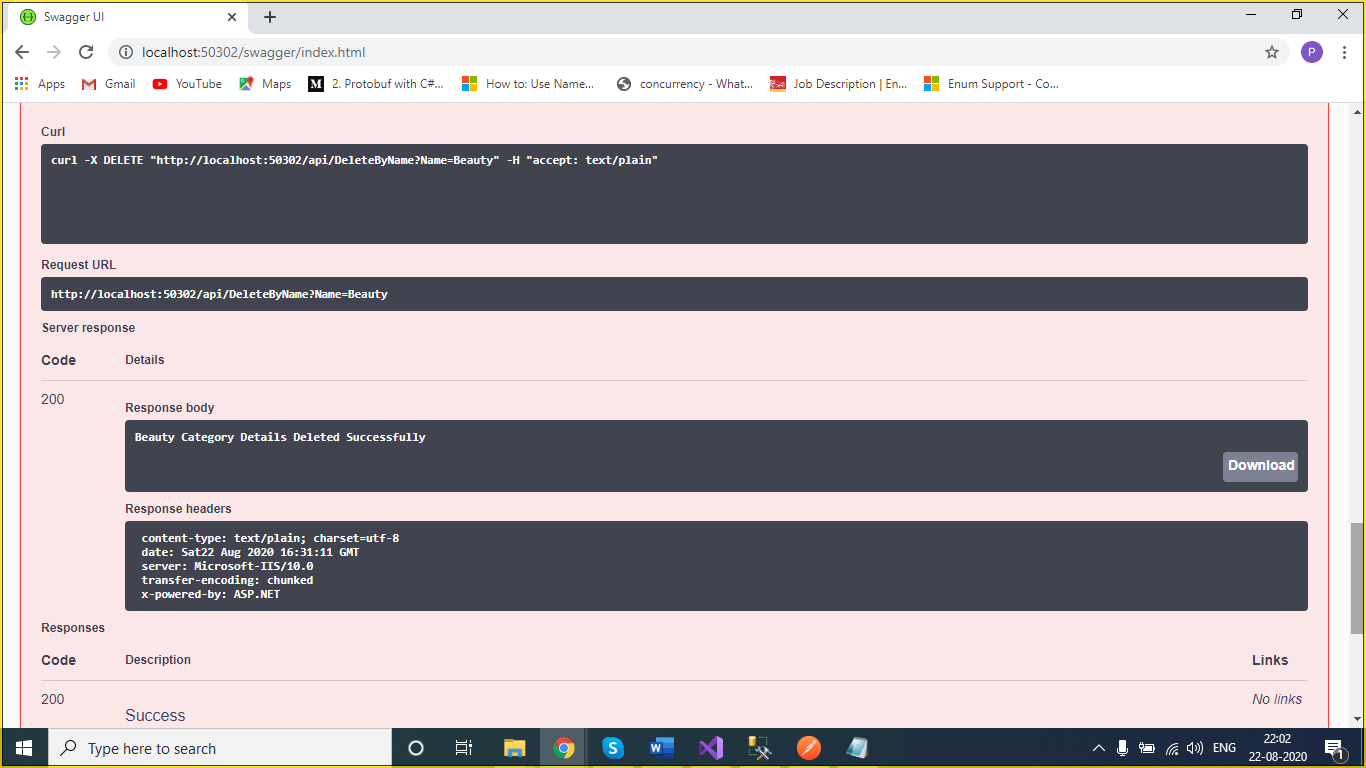 Swagger UI
localhost:50302/swagger/index.html
P
Apps Gmail YouTube Maps M 2. Protobuf with C#... How to: Use Name... concurrency - What... Job Description | En... Enum Support - Co...
Curl
curl -X DELETE "http://localhost:50302/api/DeleteByName?Name=Beauty" -H "accept: text/plain"
Request URL
http://localhost:50302/api/DeleteByName?Name=Beauty
Server response
Code Details
200
Response body
Beauty Category Details Deleted Successfully
Download
Response headers
content-type: text/plain; charset=utf-8
date: Sat22 Aug 2020 16:31:11 GMT
server: Microsoft-IIS/10.0
transfer-encoding: chunked
x-powered-by: ASP.NET
Responses
Code Description Links
200 No links
Success
Type here to search
ENG
22:02
22-08-2020
1